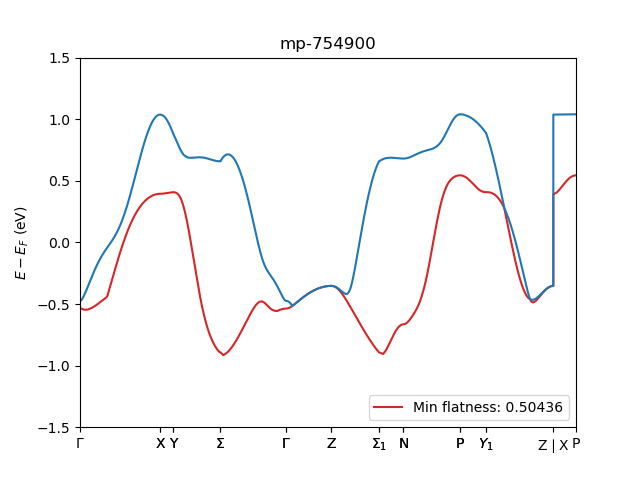 mp-754900
1.5
1.0
0.5
0.0
−0.5
−1.0
−1.5
E − E_F (eV)
Min flatness: 0.50436
Γ X Y Σ Γ Z Σ₁ N P Y₁ Z | X P